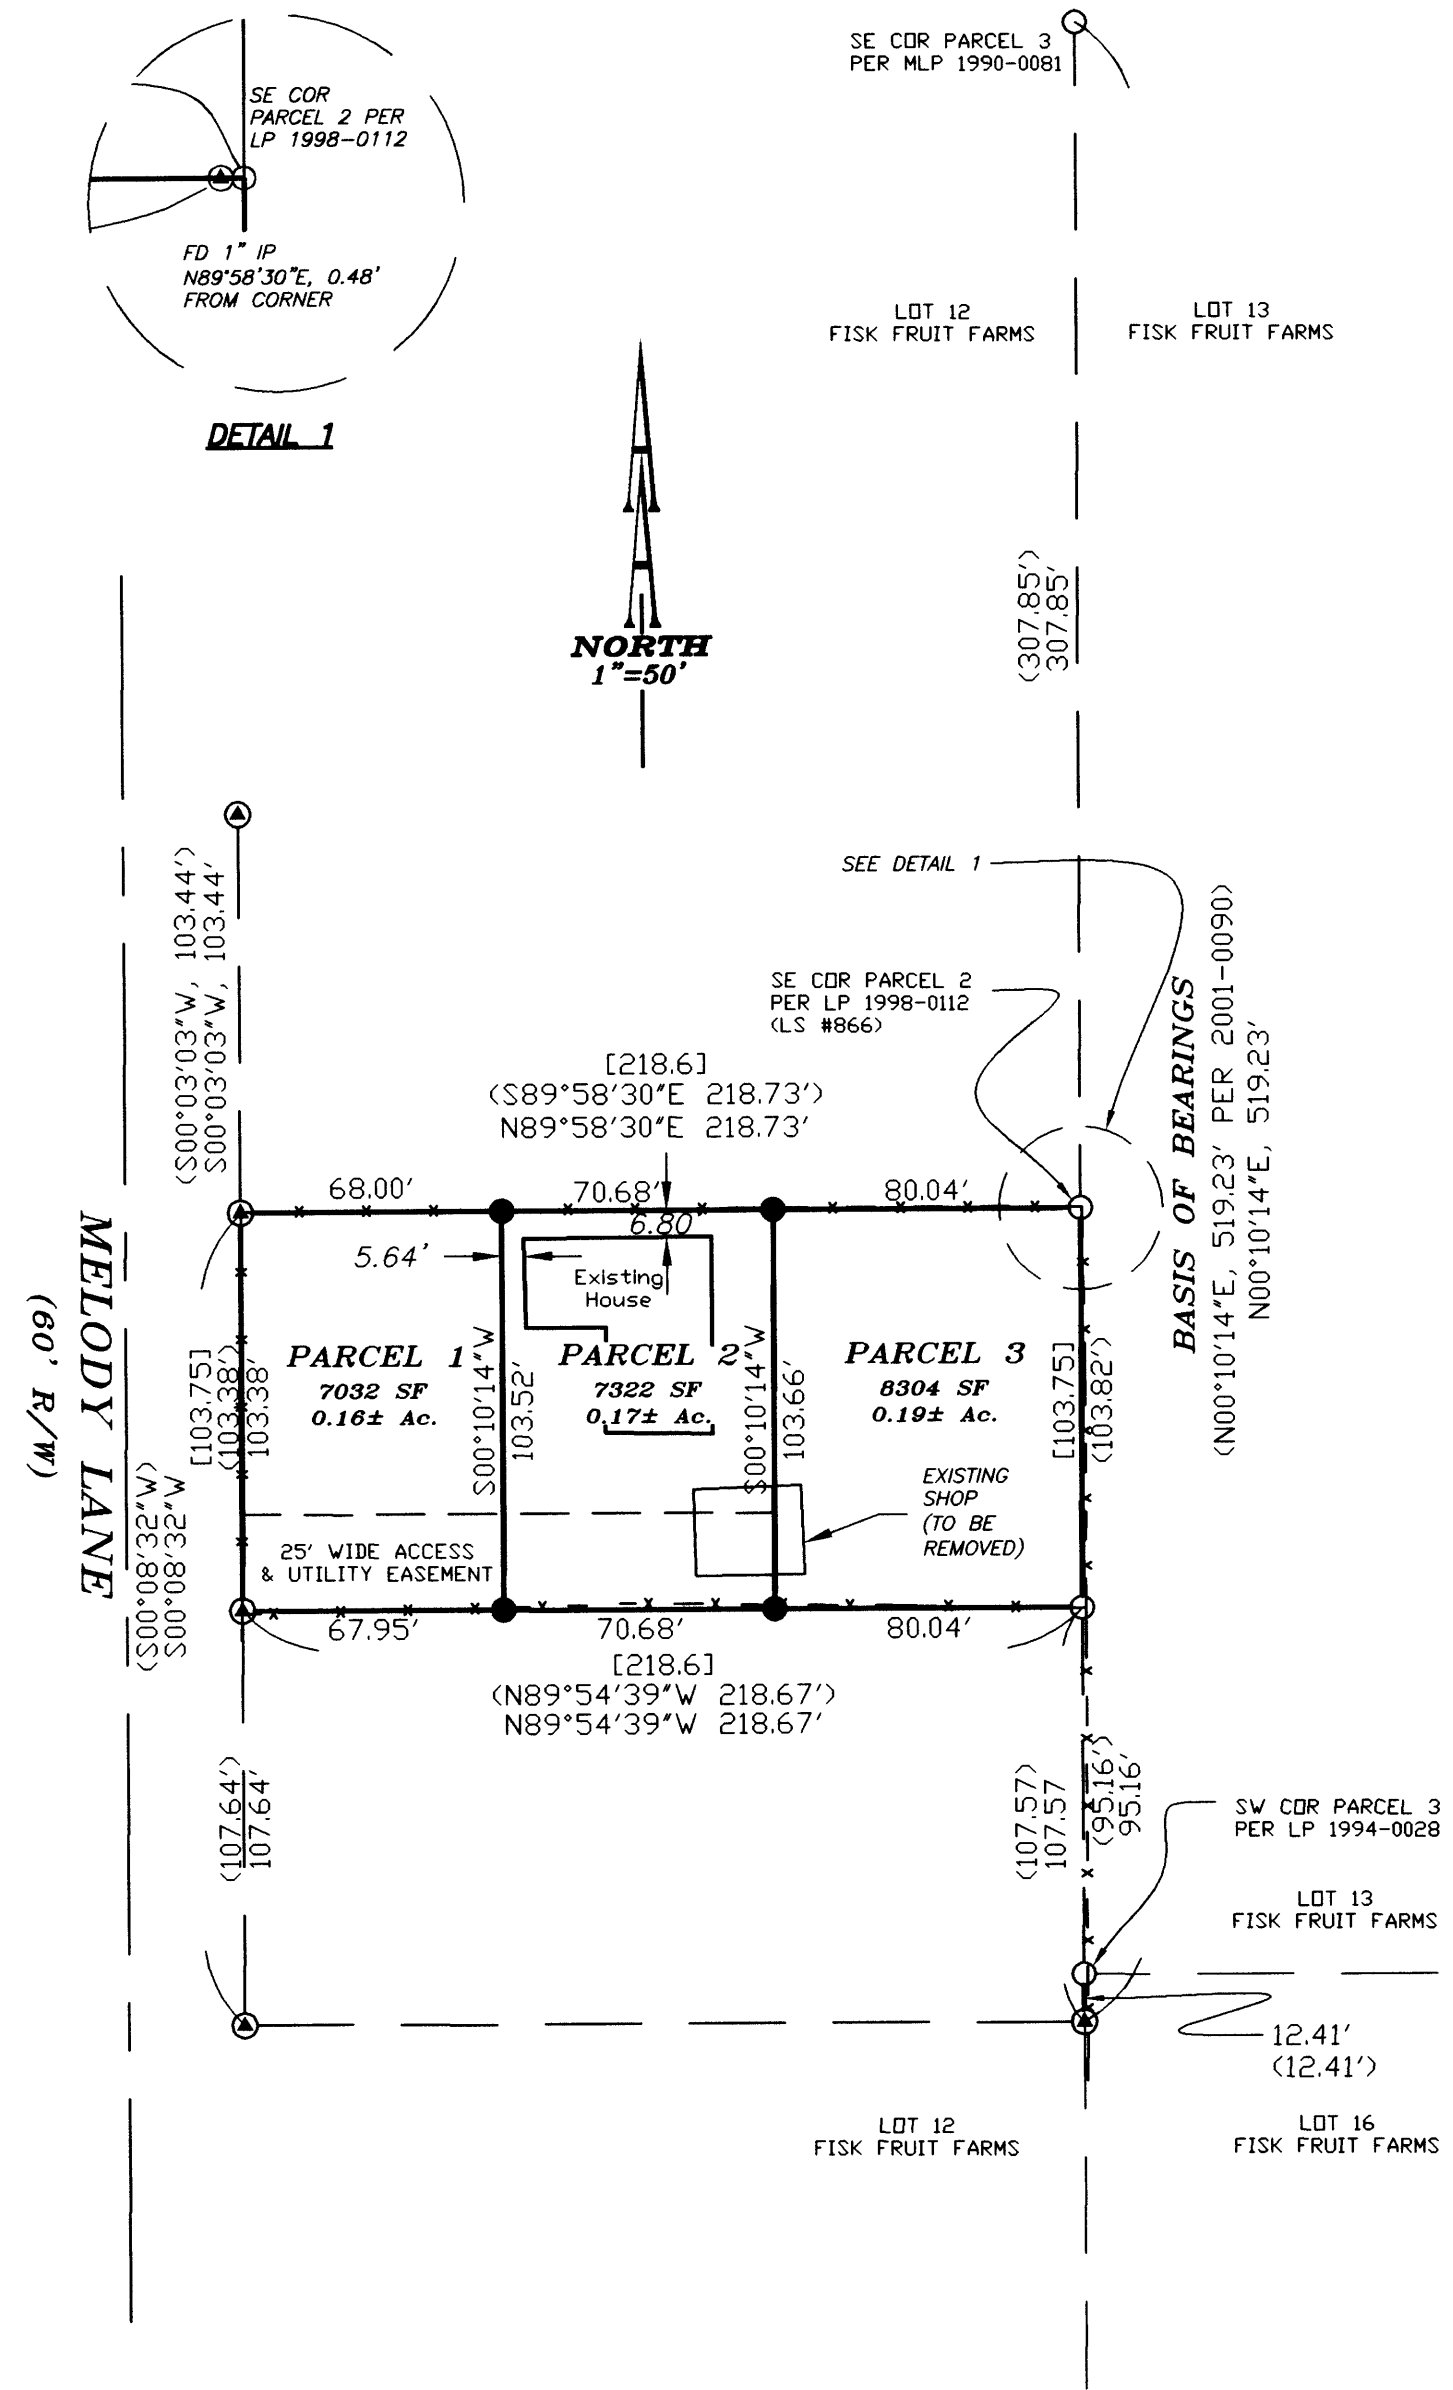 SE COR PARCEL 3
PER MLP 1990-0081
SE COR
PARCEL 2 PER
LP 1998-0112
FD 1" IP
N89°58'30"E, 0.48'
FROM CORNER
DETAIL 1
LOT 12
FISK FRUIT FARMS
LOT 13
FISK FRUIT FARMS
NORTH
1"=50'
(307.85')
307.85'
SEE DETAIL 1
(S00°03'03"W, 103.44')
S00°03'03"W, 103.44'
SE COR PARCEL 2
PER LP 1998-0112
(LS #866)
BASIS OF BEARINGS
(N00°10'14"E, 519.23' PER 2001-0090)
N00°10'14"E, 519.23'
[218.6]
(S89°58'30"E 218.73')
N89°58'30"E 218.73'
68.00'
70.68'
80.04'
6.80
5.64'
Existing
House
MELODY LANE
(60' R/W)
[103.75]
(103.38')
103.38'
PARCEL 1
7032 SF
0.16± Ac.
S00°10'14"W
103.52'
PARCEL 2
7322 SF
0.17± Ac.
S00°10'14"W
103.66'
PARCEL 3
8304 SF
0.19± Ac.
[103.75]
(103.82')
(S00°08'32"W)
S00°08'32"W
EXISTING
SHOP
(TO BE
REMOVED)
25' WIDE ACCESS
& UTILITY EASEMENT
67.95'
70.68'
80.04'
[218.6]
(N89°54'39"W 218.67')
N89°54'39"W 218.67'
(107.64')
107.64'
(107.57)
107.57
(95.16')
95.16'
SW COR PARCEL 3
PER LP 1994-0028
LOT 13
FISK FRUIT FARMS
12.41'
(12.41')
LOT 12
FISK FRUIT FARMS
LOT 16
FISK FRUIT FARMS